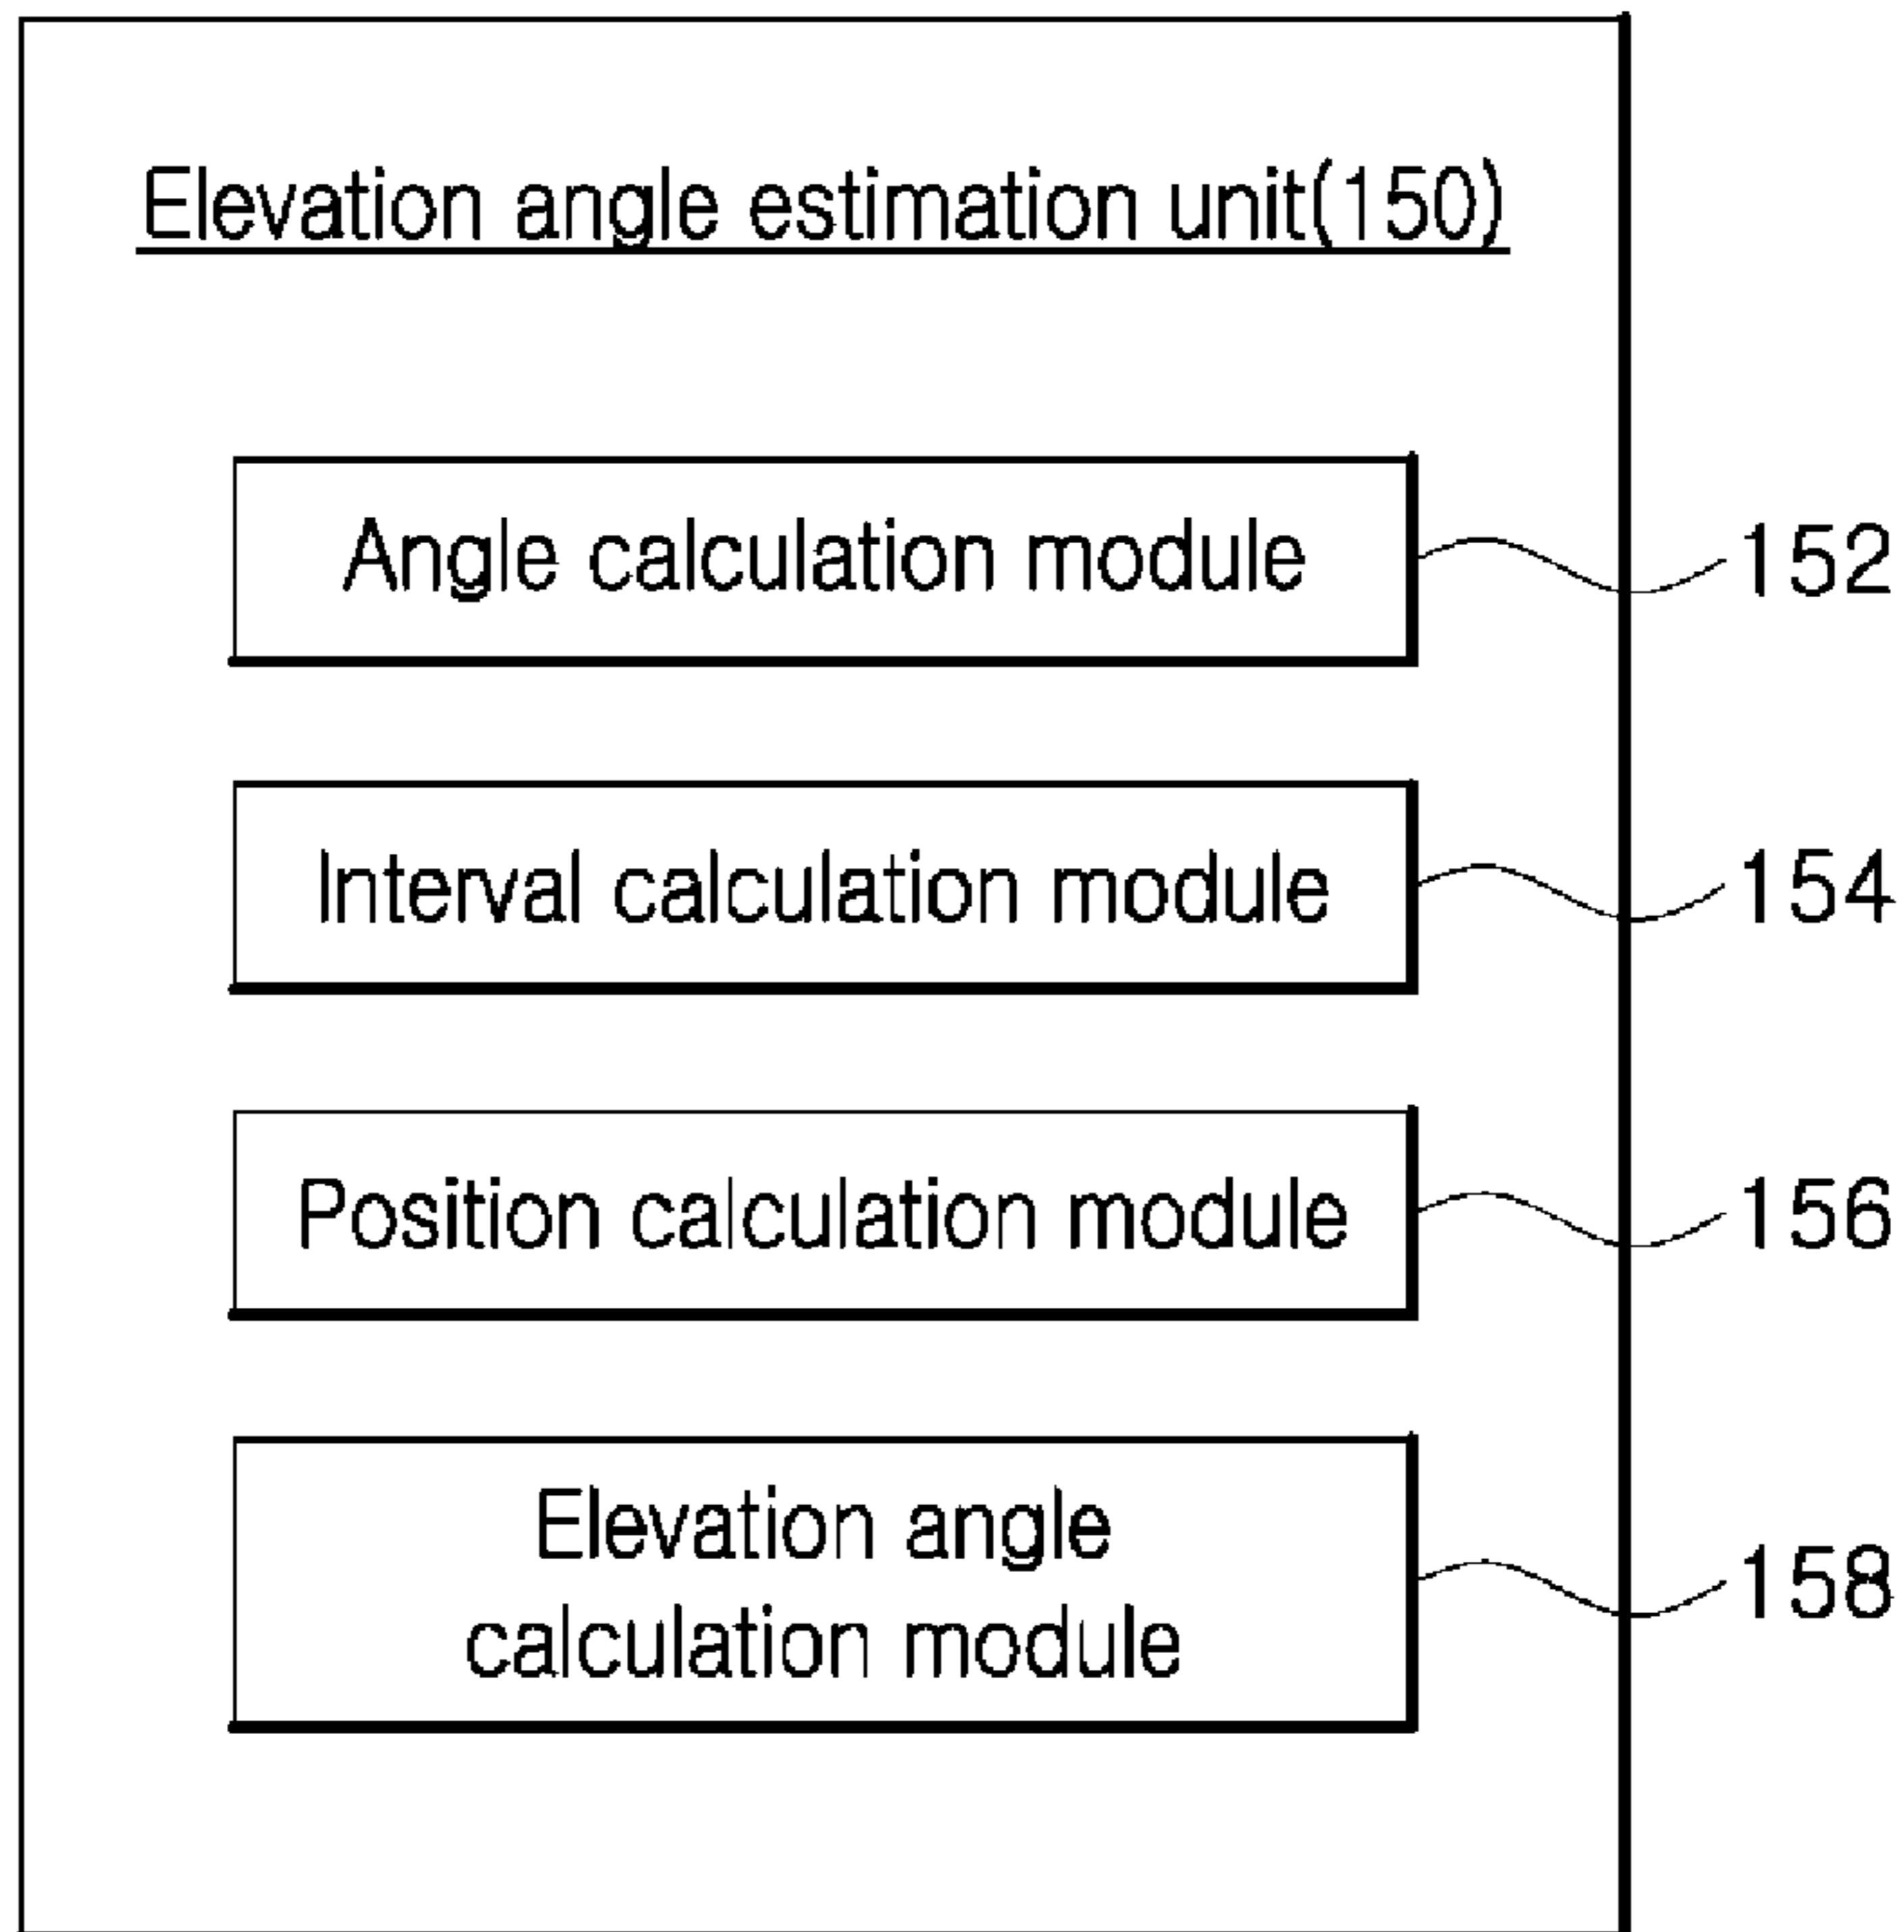 Elevation angle estimation unit(150)
Angle calculation module
152
Interval calculation module
154
Position calculation module
156
Elevation angle
calculation module
158